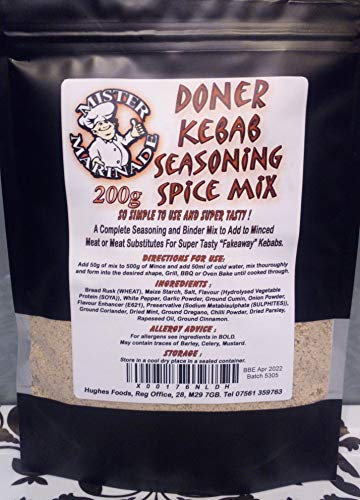 MISTER
MARINADE
DONER
KEBAB
SEASONING
SPICE MIX
200g
SO SIMPLE TO USE AND SUPER TASTY !
A Complete Seasoning and Binder Mix to Add to Minced
Meat or Meat Substitutes For Super Tasty "Fakeaway" Kebabs.
DIRECTIONS FOR USE:
Add 50g of mix to 500g of Mince and add 50ml of cold water, mix thoroughly
and form into the desired shape, Grill, BBQ or Oven Bake until cooked through.
INGREDIENTS :
Bread Rusk (WHEAT), Maize Starch, Salt, Flavour (Hydrolysed Vegetable
Protein (SOYA)), White Pepper, Garlic Powder, Ground Cumin, Onion Powder,
Flavour Enhancer (E621), Preservative (Sodium Metabisulphate (SULPHITES)),
Ground Coriander, Dried Mint, Ground Oregano, Chilli Powder, Dried Parsley,
Rapeseed Oil, Ground Cinnamon.
ALLERGY ADVICE :
For allergens see ingredients in BOLD.
May contain traces of Barley, Celery, Mustard.
STORAGE :
Store in a cool dry place in a sealed container.
BBE Apr 2022
Batch 5305
X00176NLDH
Hughes Foods, Reg Office, 28, M29 7GB. Tel 07561 359763